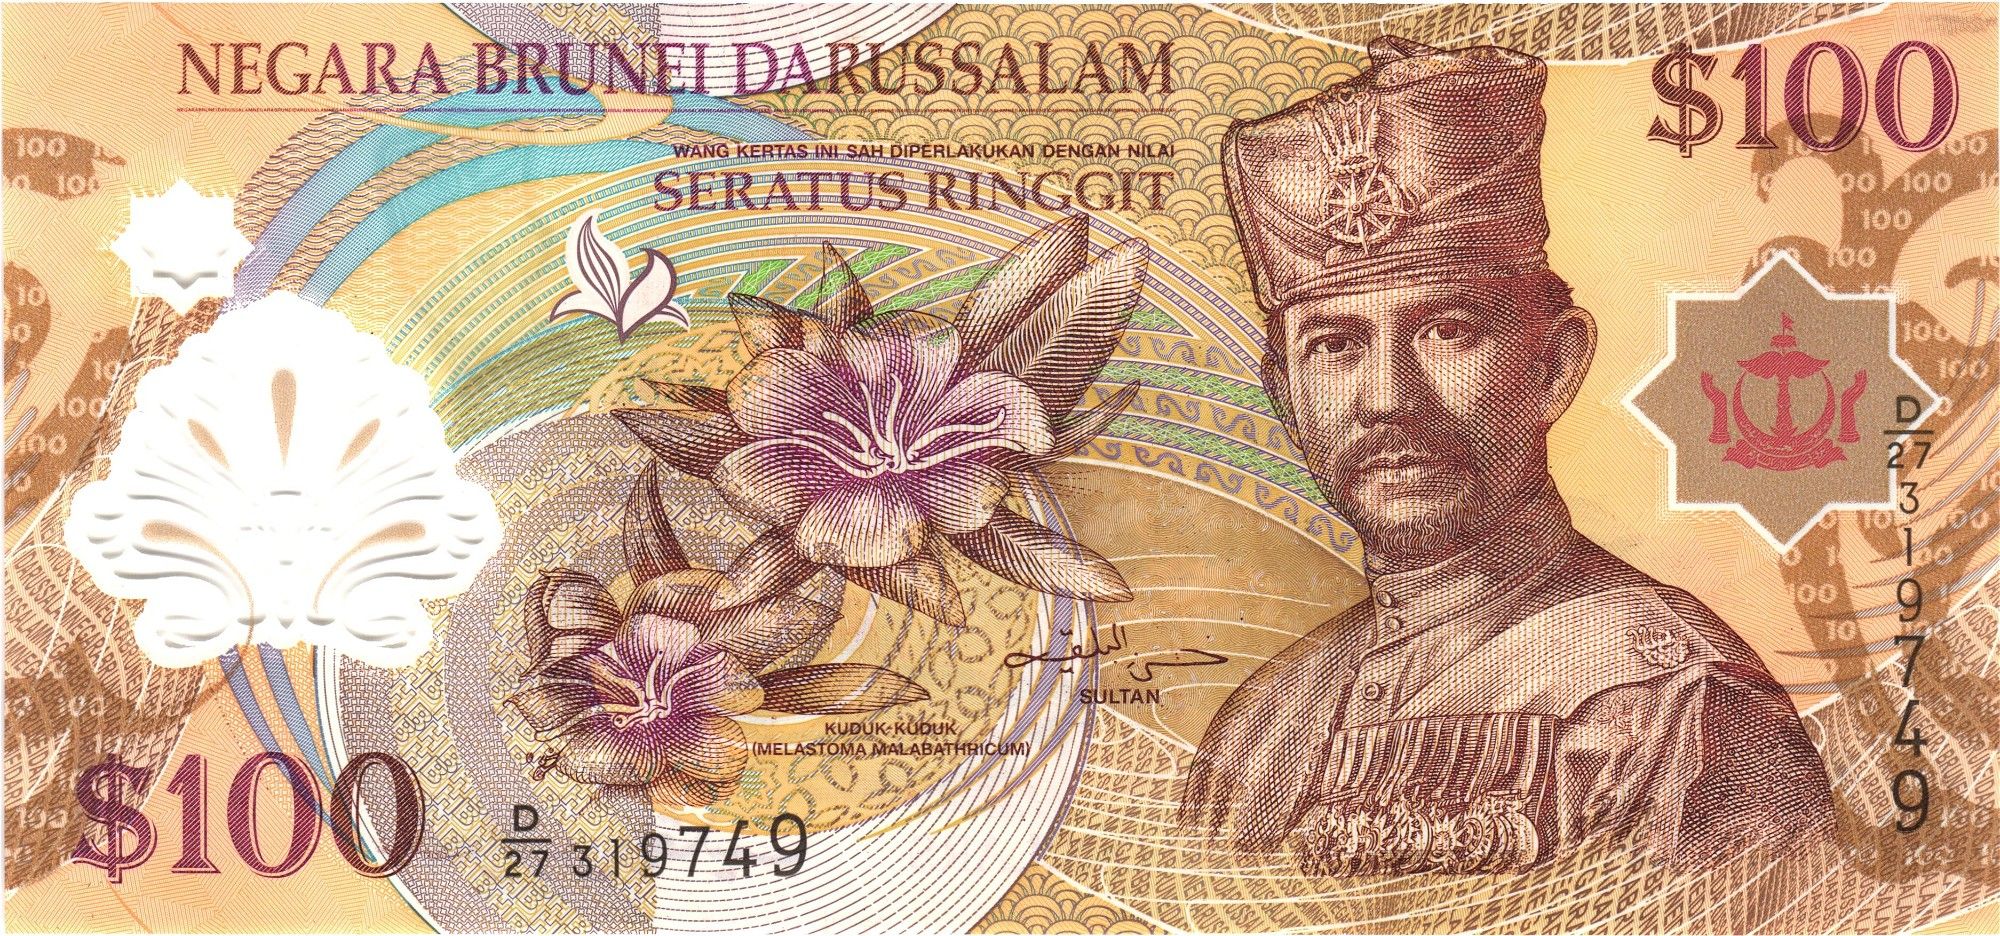 NEGARA BRUNEI DARUSSALAM
$100
WANG KERTAS INI SAH DIPERLAKUKAN DENGAN NILAI
SERATUS RINGGIT
D/27 319749
SULTAN
KUDUK-KUDUK
(MELASTOMA MALABATHRICUM)
$100
D/27 319749